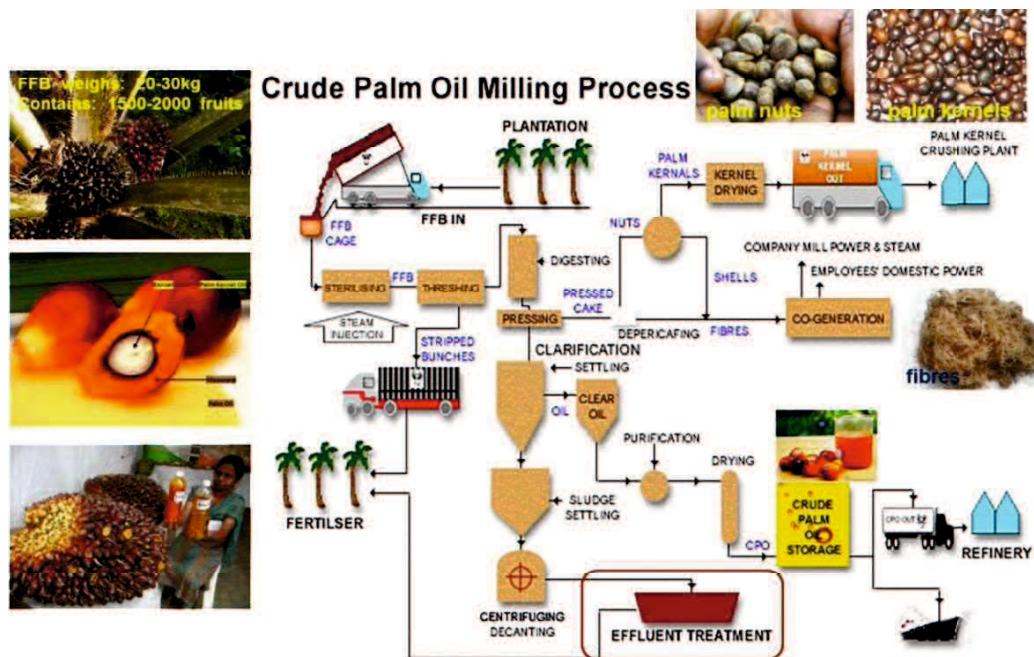 FFB weighs: 20-30kg
Contains: 1500-2000 fruits
Crude Palm Oil Milling Process
palm nuts
palm kernels
PLANTATION
FFB IN
FFB
CAGE
PALM
KERNALS
KERNEL
DRYING
PALM
KERNEL
OUT
PALM KERNEL
CRUSHING PLANT
NUTS
SHELLS
COMPANY MILL POWER & STEAM
EMPLOYEES' DOMESTIC POWER
CO-GENERATION
fibres
STERILISING
FFB
THRESHING
DIGESTING
PRESSING
PRESSED
CAKE
DEPERICAFING
FIBRES
STEAM
INJECTION
STRIPPED
BUNCHES
CLARIFICATION
SETTLING
OIL
CLEAR
OIL
PURIFICATION
DRYING
CPO
CRUDE
PALM
OIL
STORAGE
CPO OUT
REFINERY
FERTILSER
SLUDGE
SETTLING
CENTRIFUGING
DECANTING
EFFLUENT TREATMENT